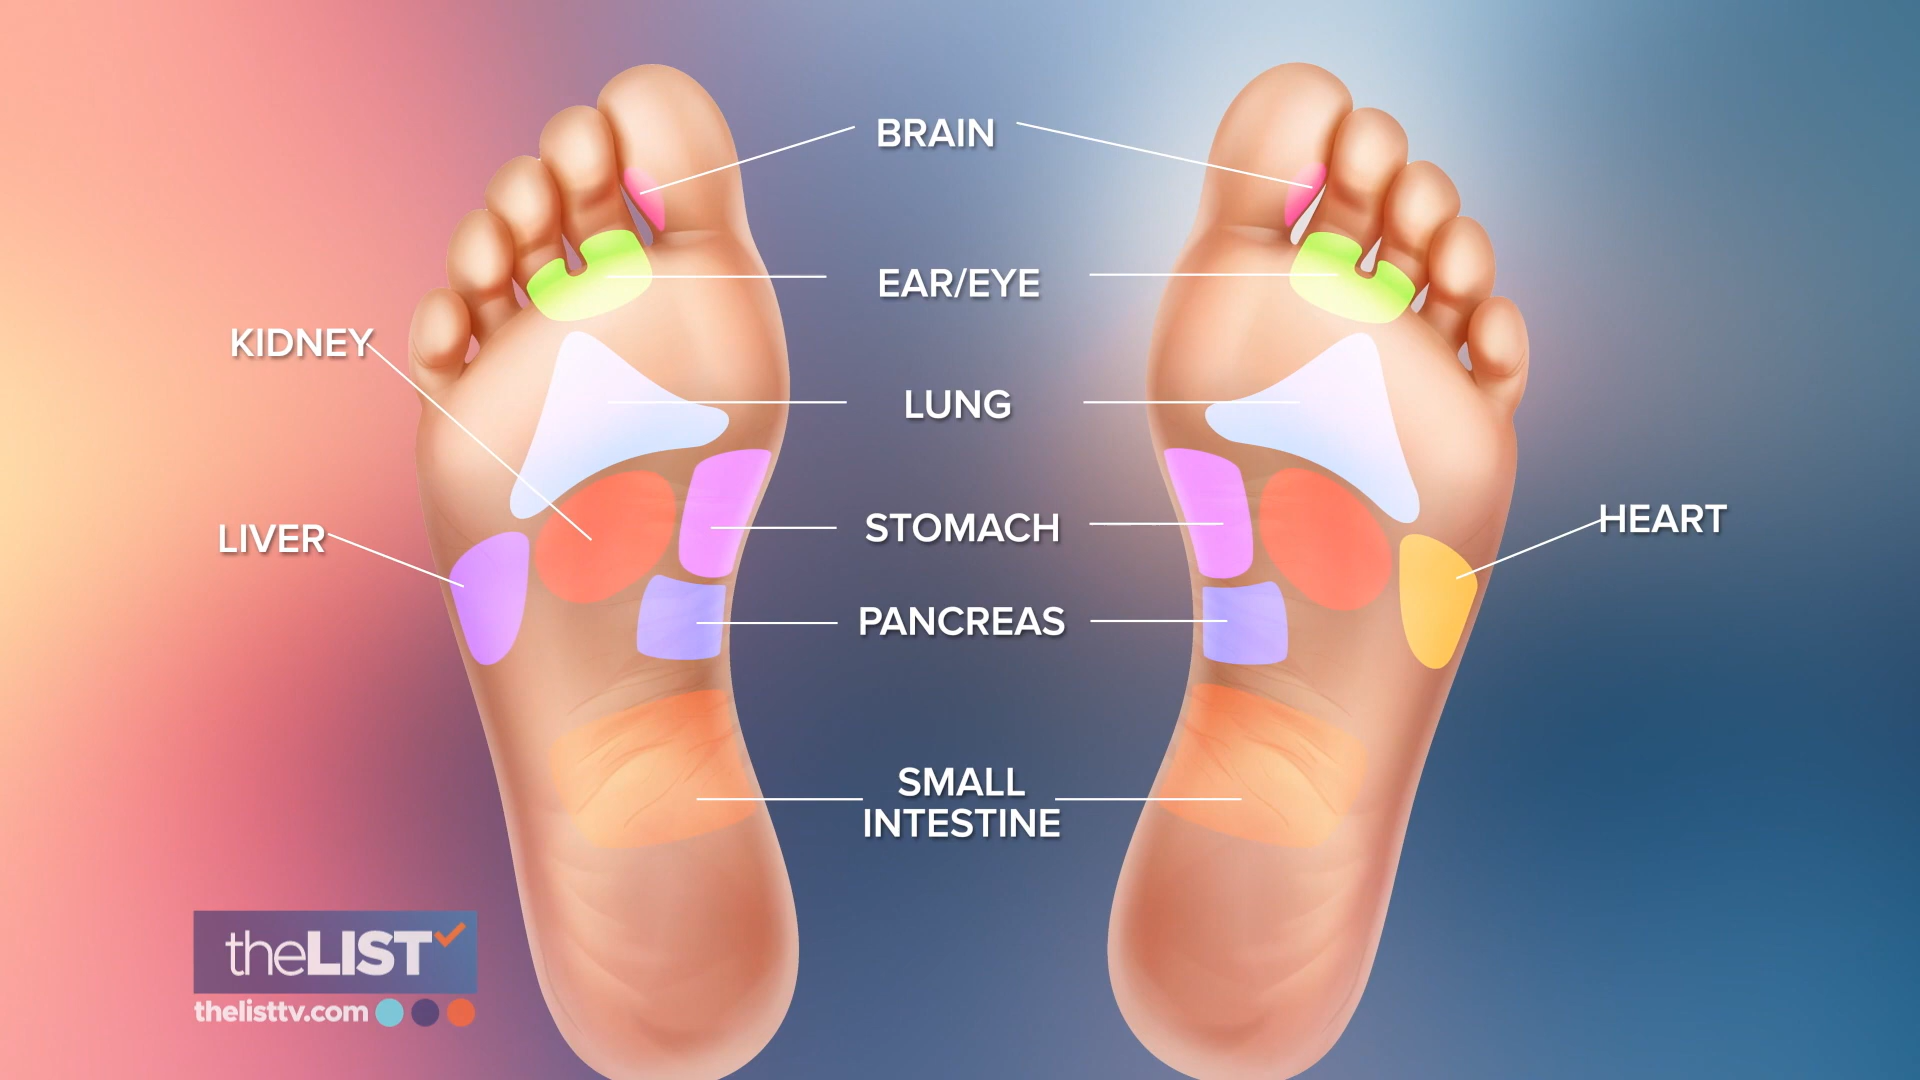 BRAIN
EAR/EYE
KIDNEY
LUNG
LIVER
STOMACH
HEART
PANCREAS
SMALL
INTESTINE
theLIST
thelisttv.com